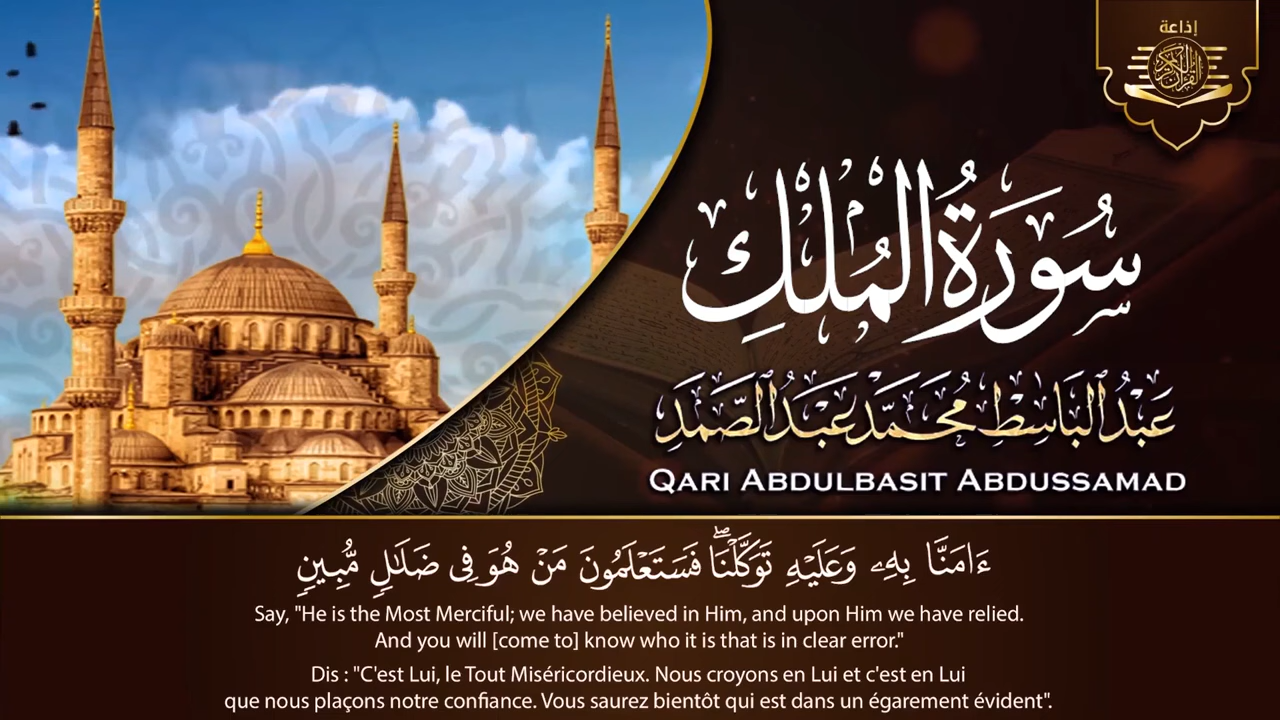 إذاعة
القرآن الكريم
سُورَةُ المُلْكِ
عَبْدُ الْبَاسِطِ مُحَمَّدْ عَبْدُ الصَّمَدِ
QARI ABDULBASIT ABDUSSAMAD
ءَامَنَّا بِهِۦ وَعَلَيْهِ تَوَكَّلْنَاۖ فَسَتَعْلَمُونَ مَنْ هُوَ فِى ضَلَـٰلٍ مُّبِينٍ
Say, "He is the Most Merciful; we have believed in Him, and upon Him we have relied.
And you will [come to] know who it is that is in clear error."
Dis : "C'est Lui, le Tout Miséricordieux. Nous croyons en Lui et c'est en Lui
que nous plaçons notre confiance. Vous saurez bientôt qui est dans un égarement évident".